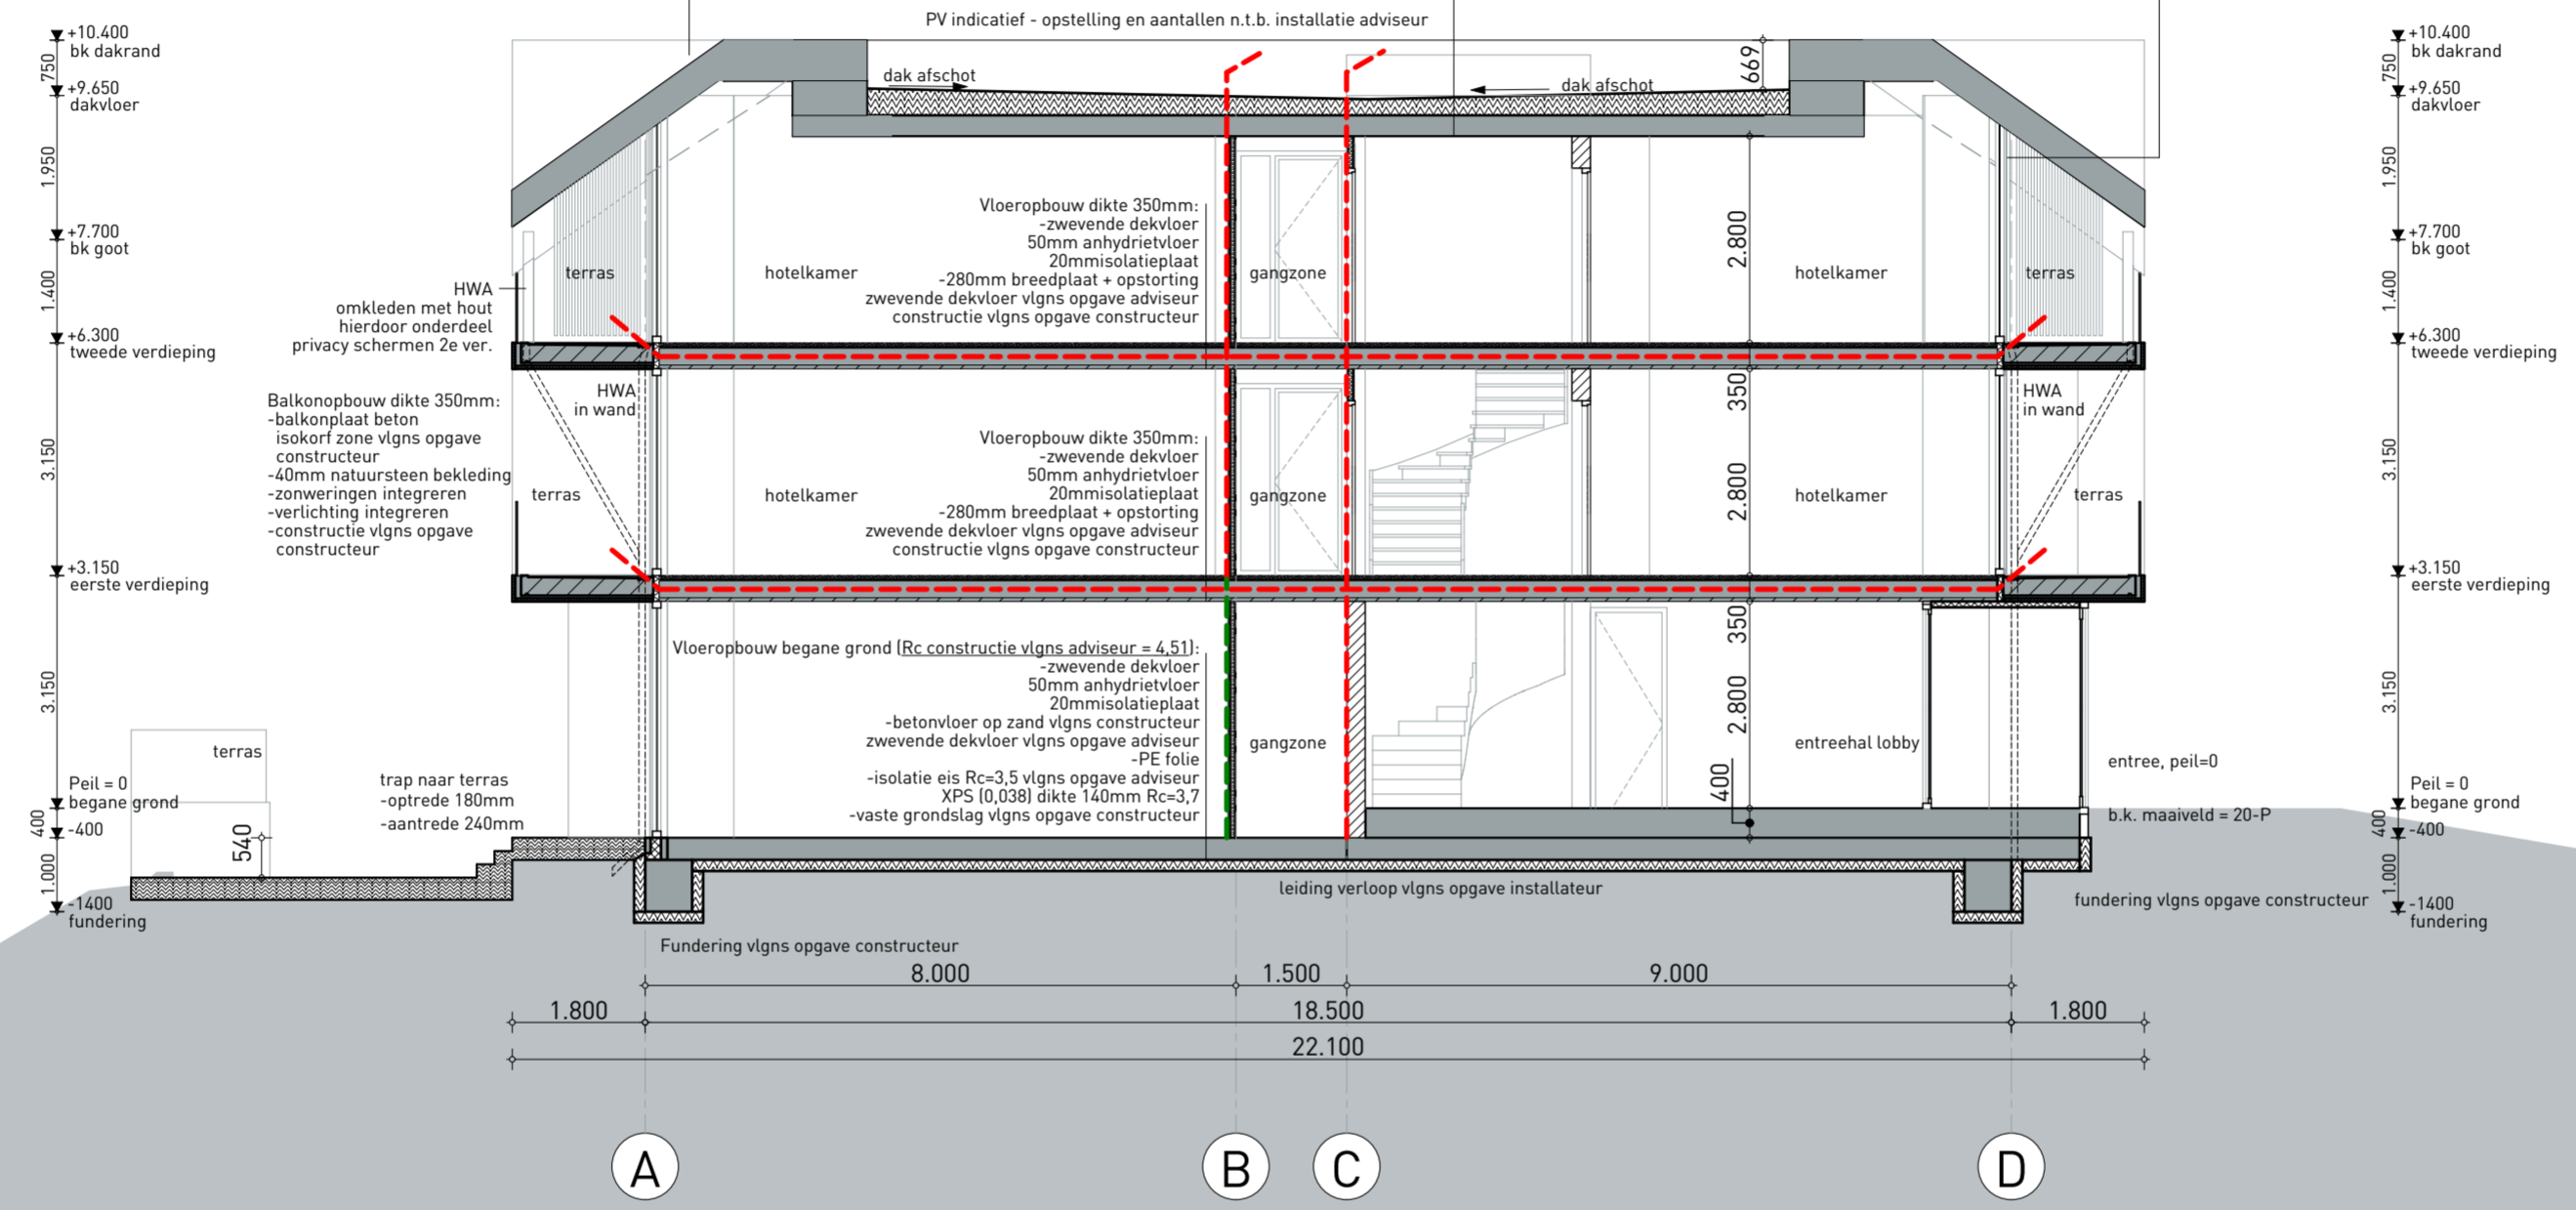 PV indicatief - opstelling en aantallen n.t.b. installatie adviseur
+10.400
bk dakrand
750
+9.650
dakvloer
1.950
+7.700
bk goot
1.400
+6.300
tweede verdieping
3.150
+3.150
eerste verdieping
3.150
Peil = 0
begane grond
400
-400
1.000
-1400
fundering
dak afschot
dak afschot
669
HWA
omkleden met hout
hierdoor onderdeel
privacy schermen 2e ver.
terras
hotelkamer
Vloeropbouw dikte 350mm:
-zwevende dekvloer
50mm anhydrietvloer
20mmisolatieplaat
-280mm breedplaat + opstorting
zwevende dekvloer vlgns opgave adviseur
constructie vlgns opgave constructeur
gangzone
2.800
hotelkamer
terras
Balkonopbouw dikte 350mm:
-balkonplaat beton
isokorf zone vlgns opgave
constructeur
-40mm natuursteen bekleding
-zonweringen integreren
-verlichting integreren
-constructie vlgns opgave
constructeur
HWA
in wand
terras
hotelkamer
Vloeropbouw dikte 350mm:
-zwevende dekvloer
50mm anhydrietvloer
20mmisolatieplaat
-280mm breedplaat + opstorting
zwevende dekvloer vlgns opgave adviseur
constructie vlgns opgave constructeur
gangzone
350
2.800
hotelkamer
HWA
in wand
terras
Vloeropbouw begane grond (Rc constructie vlgns adviseur = 4,51):
-zwevende dekvloer
50mm anhydrietvloer
20mmisolatieplaat
-betonvloer op zand vlgns constructeur
zwevende dekvloer vlgns opgave adviseur
-PE folie
-isolatie eis Rc=3,5 vlgns opgave adviseur
XPS (0,038) dikte 140mm Rc=3,7
-vaste grondslag vlgns opgave constructeur
gangzone
350
2.800
400
entreehal lobby
entree, peil=0
b.k. maaiveld = 20-P
terras
540
trap naar terras
-optrede 180mm
-aantrede 240mm
leiding verloop vlgns opgave installateur
fundering vlgns opgave constructeur
Fundering vlgns opgave constructeur
+10.400
bk dakrand
750
+9.650
dakvloer
1.950
+7.700
bk goot
1.400
+6.300
tweede verdieping
3.150
+3.150
eerste verdieping
3.150
Peil = 0
begane grond
400
-400
1.000
-1400
fundering
8.000
1.500
9.000
1.800
18.500
1.800
22.100
A
B
C
D